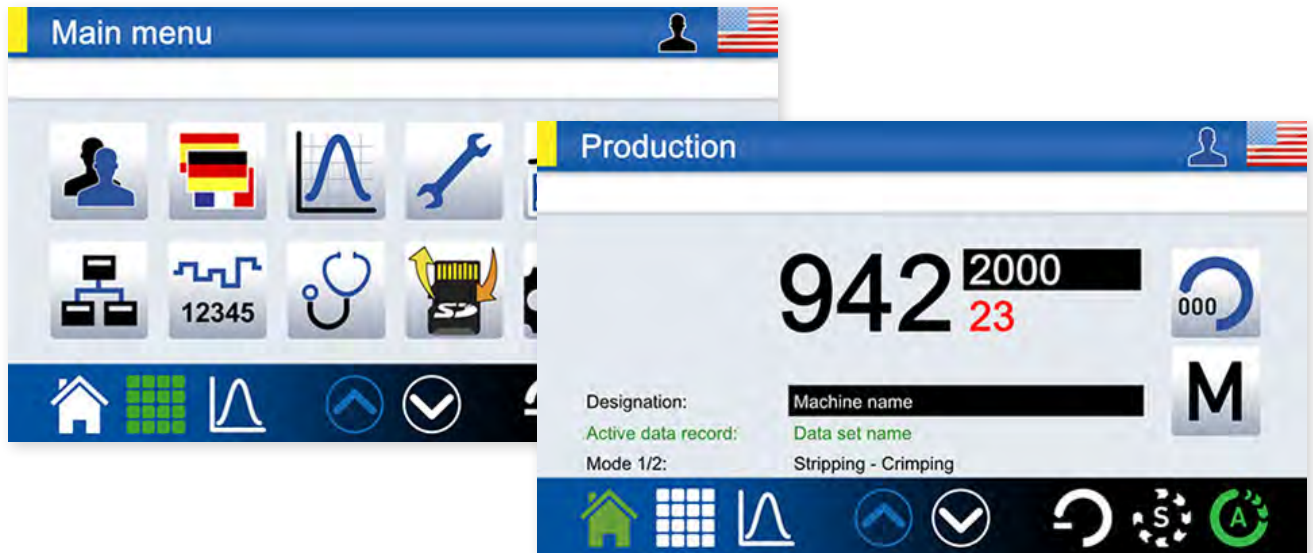 Main menu
12345
SD
Production
942
2000
23
000
M
Designation:
Machine name
Active data record:
Data set name
Mode 1/2:
Stripping - Crimping
S
A